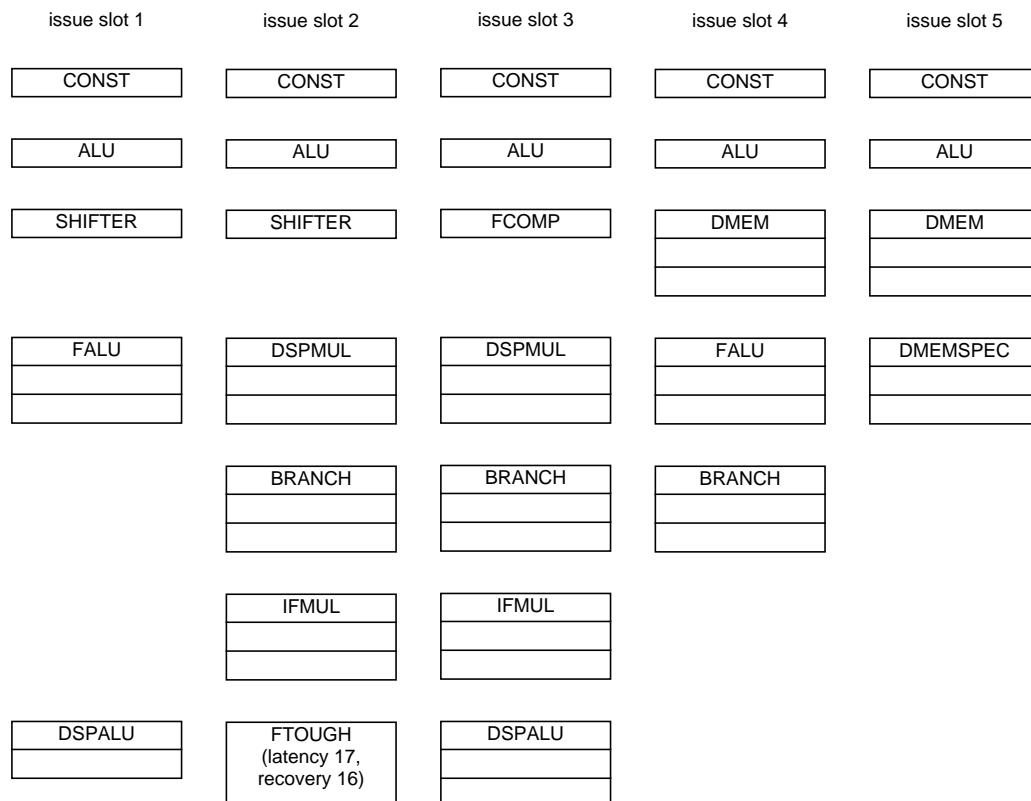 issue slot 1 issue slot 2 issue slot 3 issue slot 4 issue slot 5
CONST CONST CONST CONST CONST
ALU ALU ALU ALU ALU
SHIFTER SHIFTER FCOMP DMEM DMEM
FALU DSPMUL DSPMUL FALU DMEMSPEC
BRANCH BRANCH BRANCH
IFMUL IFMUL
DSPALU FTOUGH DSPALU
(latency 17,
recovery 16)